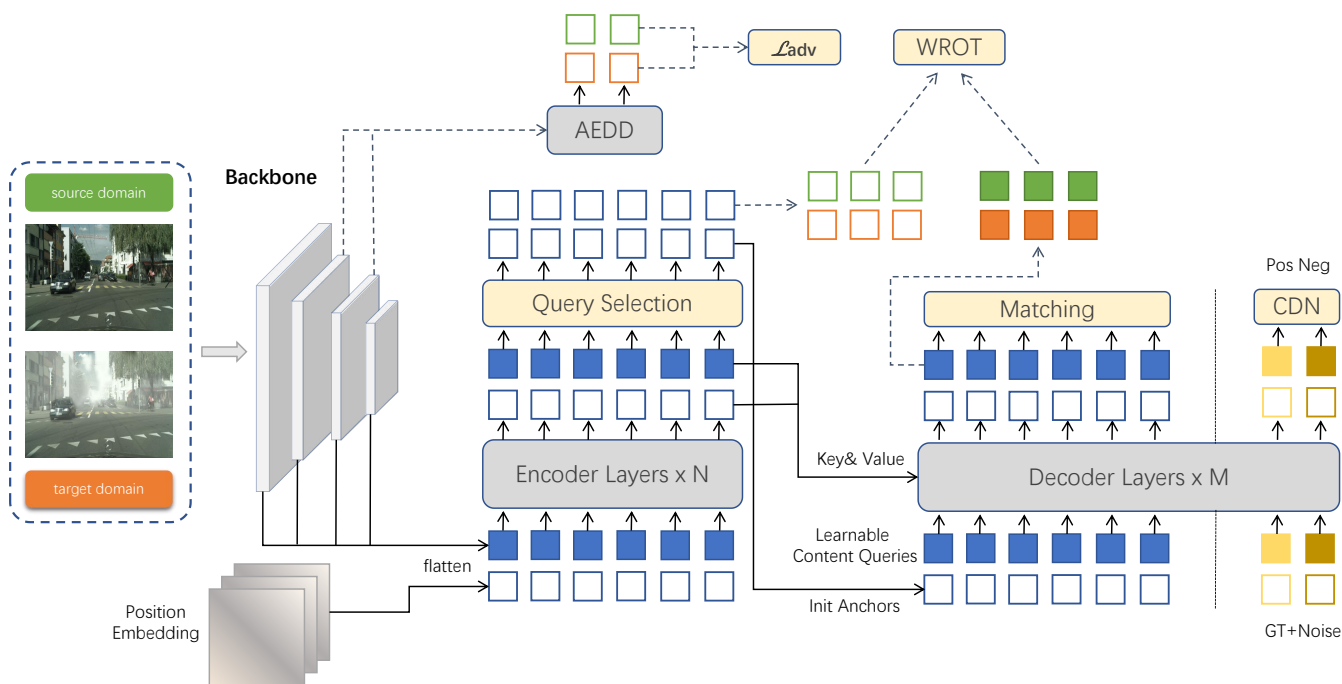 ℒadv
WROT
AEDD
Backbone
source domain
target domain
Query Selection
Matching
Pos Neg
CDN
Encoder Layers x N
Key& Value
Decoder Layers x M
Learnable
Content Queries
flatten
Position
Embedding
Init Anchors
GT+Noise